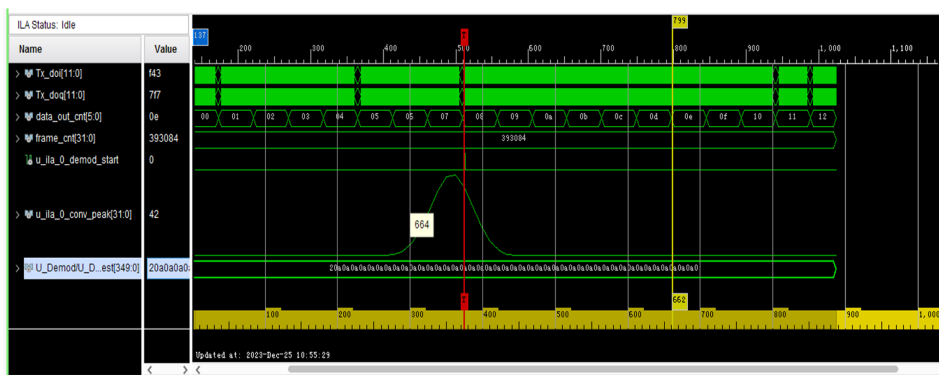 ILA Status: Idle
Name Value
137 799
200 300 400 500 600 700 800 900 1,000 1,100
Tx_doi[11:0] f43
Tx_doq[11:0] 7f7
data_out_cnt[5:0] 0e 00 01 02 03 04 05 05 07 08 09 0a 0b 0c 0d 0e 0f 10 11 12
frame_cnt[31:0] 393084 393084
u_ila_0_demod_start 0
u_ila_0_conv_peak[31:0] 42
664
U_Demod/U_D...est[349:0] 20a0a0a
662
100 200 300 400 500 600 700 800 900 1,000
Updated at: 2023-Dec-25 10:55:29